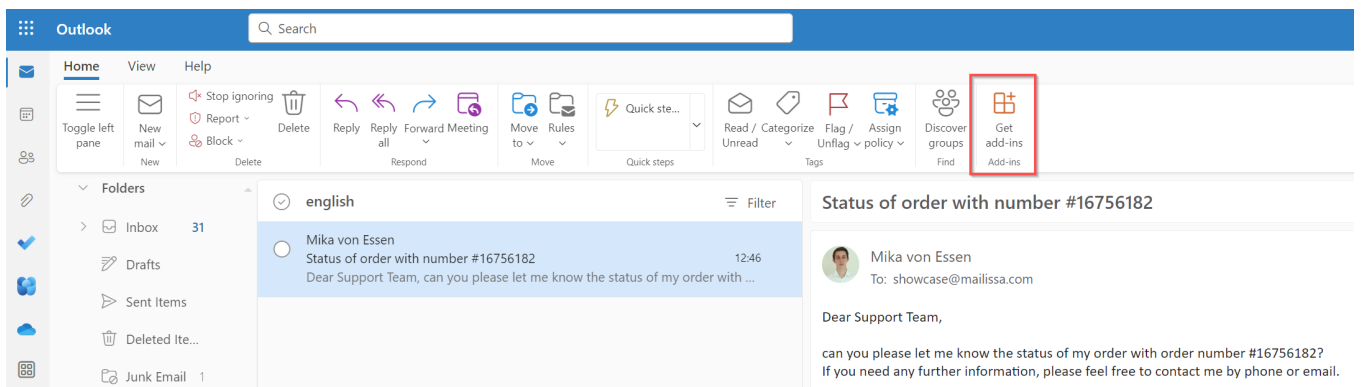 Outlook
Search
Home View Help
Toggle left pane
New mail
New
Stop ignoring
Report
Block
Delete
Delete
Reply
Reply all
Forward
Meeting
Respond
Move to
Rules
Move
Quick ste...
Quick steps
Read / Unread
Categorize
Flag / Unflag
Assign policy
Tags
Discover groups
Find
Get add-ins
Add-ins
Folders
Inbox 31
Drafts
Sent Items
Deleted Ite...
Junk Email 1
english
Filter
Mika von Essen
Status of order with number #16756182 12:46
Dear Support Team, can you please let me know the status of my order with ...
Status of order with number #16756182
Mika von Essen
To: showcase@mailissa.com
Dear Support Team,
can you please let me know the status of my order with order number #16756182?
If you need any further information, please feel free to contact me by phone or email.